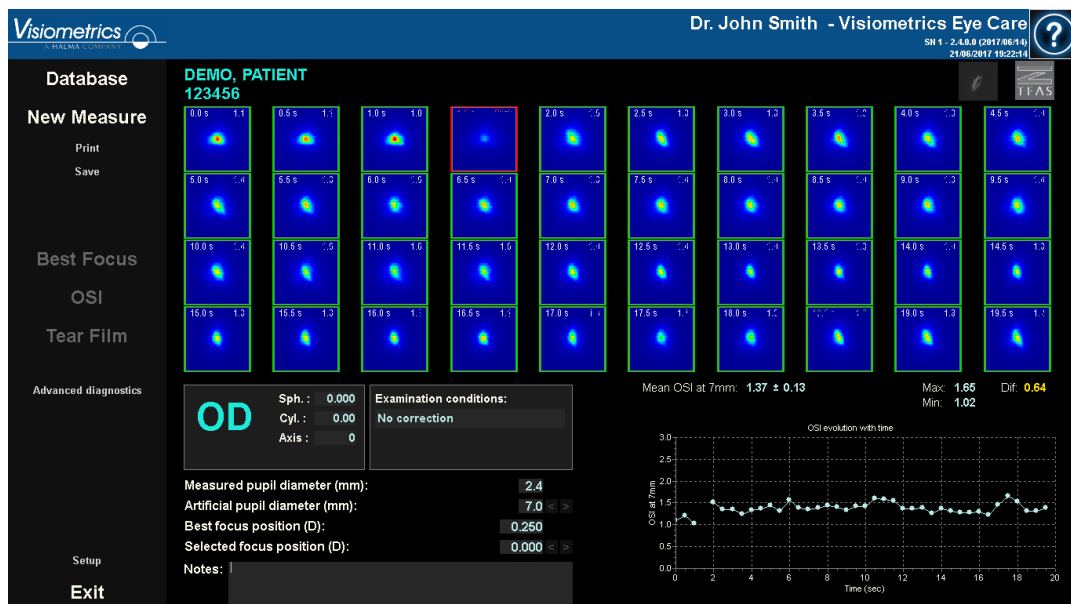 Visiometrics
A HALMA COMPANY
Dr. John Smith - Visiometrics Eye Care
SN 1 - 2.4.0.0 (2017/06/14)
21/06/2017 19:22:14
?
Database
New Measure
Print
Save
Best Focus
OSI
Tear Film
Advanced diagnostics
Setup
Exit
DEMO, PATIENT
123456
TFAS
0.0 s 1.1
0.5 s
1.0 s 1.0
2.0 s
2.5 s
3.0 s
3.5 s
4.0 s
4.5 s
5.0 s
5.5 s
6.0 s
6.5 s
7.0 s
7.5 s
8.0 s
8.5 s
9.0 s
9.5 s
10.0 s
10.5 s
11.0 s 1.6
11.5 s
12.0 s
12.5 s
13.0 s
13.5 s
14.0 s
14.5 s 1.3
15.0 s 1.3
15.5 s 1.3
16.0 s
16.5 s
17.0 s
17.5 s
18.0 s
19.0 s 1.3
19.5 s
OD
Sph. : 0.000
Cyl. : 0.00
Axis : 0
Examination conditions:
No correction
Measured pupil diameter (mm): 2.4
Artificial pupil diameter (mm): 7.0 < >
Best focus position (D): 0.250
Selected focus position (D): 0.000 < >
Notes:
Mean OSI at 7mm: 1.37 ± 0.13
Max: 1.65 Dif: 0.64
Min: 1.02
OSI evolution with time
OSI at 7mm
3.0
2.5
2.0
1.5
1.0
0.5
0.0
0 2 4 6 8 10 12 14 16 18 20
Time (sec)